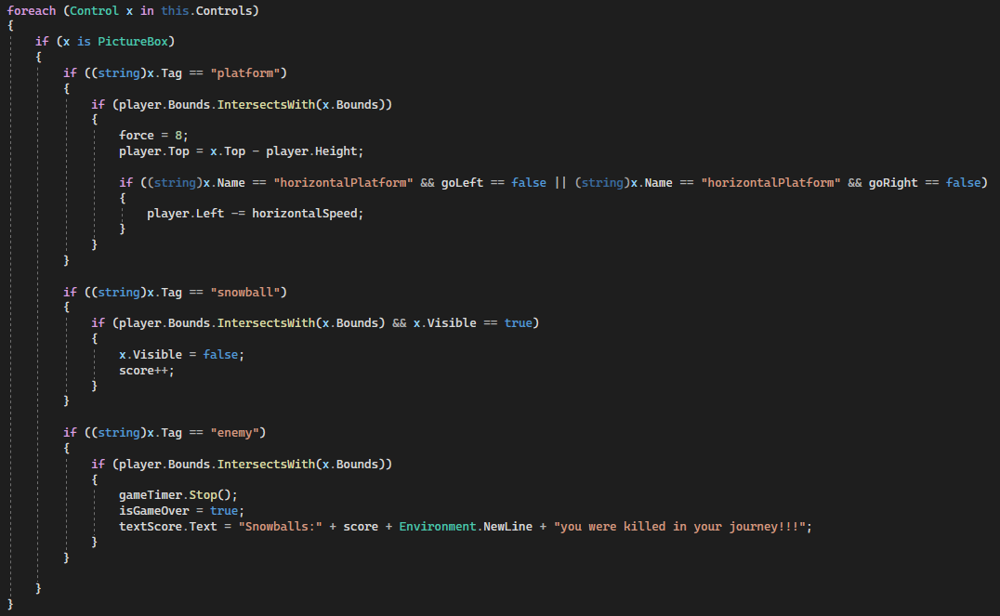 foreach (Control x in this.Controls)
{
    if (x is PictureBox)
    {
        if ((string)x.Tag == "platform")
        {
            if (player.Bounds.IntersectsWith(x.Bounds))
            {
                force = 8;
                player.Top = x.Top - player.Height;

                if ((string)x.Name == "horizontalPlatform" && goLeft == false || (string)x.Name == "horizontalPlatform" && goRight == false)
                {
                    player.Left -= horizontalSpeed;
                }
            }
        }

        if ((string)x.Tag == "snowball")
        {
            if (player.Bounds.IntersectsWith(x.Bounds) && x.Visible == true)
            {
                x.Visible = false;
                score++;
            }
        }

        if ((string)x.Tag == "enemy")
        {
            if (player.Bounds.IntersectsWith(x.Bounds))
            {
                gameTimer.Stop();
                isGameOver = true;
                textScore.Text = "Snowballs:" + score + Environment.NewLine + "you were killed in your journey!!!";
            }
        }

    }
}